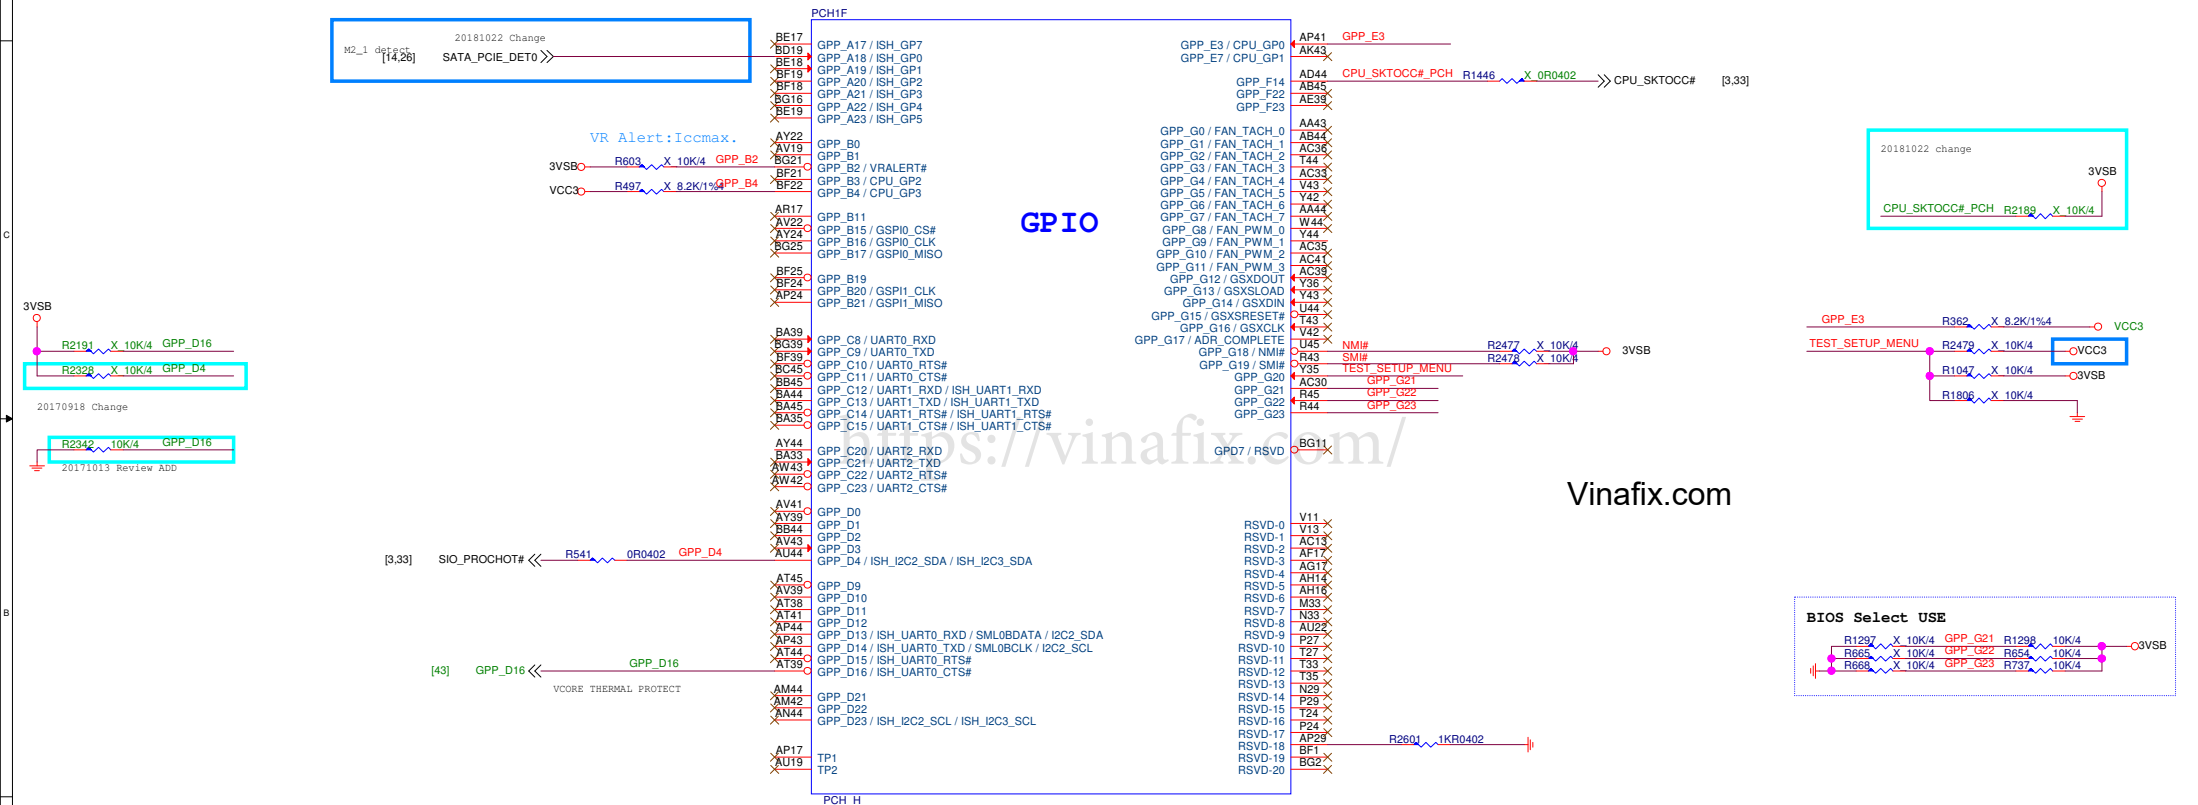 PCH1F
20181022 Change
M2_1 detect
[14,26] SATA_PCIE_DET0
VR Alert:Iccmax.
3VSB R603 X_10K/4 GPP_B2
VCC3 R497 X_8.2K/1%4 GPP_B4
3VSB
R2191 X_10K/4 GPP_D16
R2328 X_10K/4 GPP_D4
20170918 Change
R2342 10K/4 GPP_D16
20171013 Review ADD
[3,33] SIO_PROCHOT# R541 0R0402 GPP_D4
[43] GPP_D16 GPP_D16
VCORE THERMAL PROTECT
C
B
BE17 GPP_A17 / ISH_GP7
BD19 GPP_A18 / ISH_GP0
BE18 GPP_A19 / ISH_GP1
BF19 GPP_A20 / ISH_GP2
BF18 GPP_A21 / ISH_GP3
BG16 GPP_A22 / ISH_GP4
BE19 GPP_A23 / ISH_GP5
AY22 GPP_B0
AV19 GPP_B1
BG21 GPP_B2 / VRALERT#
BF21 GPP_B3 / CPU_GP2
BF22 GPP_B4 / CPU_GP3
AR17 GPP_B11
AV22 GPP_B15 / GSPI0_CS#
AY24 GPP_B16 / GSPI0_CLK
BG25 GPP_B17 / GSPI0_MISO
BF25 GPP_B19
BF24 GPP_B20 / GSPI1_CLK
AP24 GPP_B21 / GSPI1_MISO
BA39 GPP_C8 / UART0_RXD
BG39 GPP_C9 / UART0_TXD
BF39 GPP_C10 / UART0_RTS#
BC45 GPP_C11 / UART0_CTS#
BB45 GPP_C12 / UART1_RXD / ISH_UART1_RXD
BA44 GPP_C13 / UART1_TXD / ISH_UART1_TXD
BA45 GPP_C14 / UART1_RTS# / ISH_UART1_RTS#
BA35 GPP_C15 / UART1_CTS# / ISH_UART1_CTS#
AY44 GPP_C20 / UART2_RXD
BA33 GPP_C21 / UART2_TXD
AW43 GPP_C22 / UART2_RTS#
AW42 GPP_C23 / UART2_CTS#
AV41 GPP_D0
AY39 GPP_D1
BB44 GPP_D2
AV43 GPP_D3
AU44 GPP_D4 / ISH_I2C2_SDA / ISH_I2C3_SDA
AT45 GPP_D9
AV39 GPP_D10
AT38 GPP_D11
AT41 GPP_D12
AP44 GPP_D13 / ISH_UART0_RXD / SML0BDATA / I2C2_SDA
AP43 GPP_D14 / ISH_UART0_TXD / SML0BCLK / I2C2_SCL
AT44 GPP_D15 / ISH_UART0_RTS#
AT39 GPP_D16 / ISH_UART0_CTS#
AM44 GPP_D21
AM42 GPP_D22
AN44 GPP_D23 / ISH_I2C2_SCL / ISH_I2C3_SCL
AP17 TP1
AU19 TP2
GPIO
GPP_E3 / CPU_GP0 AP41 GPP_E3
GPP_E7 / CPU_GP1 AK43
GPP_F14 AD44 CPU_SKTOCC#_PCH R1446 X_0R0402 CPU_SKTOCC# [3,33]
GPP_F22 AB45
GPP_F23 AE39
GPP_G0 / FAN_TACH_0 AA43
GPP_G1 / FAN_TACH_1 AB44
GPP_G2 / FAN_TACH_2 AC36
GPP_G3 / FAN_TACH_3 T44
GPP_G4 / FAN_TACH_4 AC33
GPP_G5 / FAN_TACH_5 V43
GPP_G6 / FAN_TACH_6 Y42
GPP_G7 / FAN_TACH_7 AA44
GPP_G8 / FAN_PWM_0 W44
GPP_G9 / FAN_PWM_1 Y44
GPP_G10 / FAN_PWM_2 AC35
GPP_G11 / FAN_PWM_3 AC41
GPP_G12 / GSXDOUT AC39
GPP_G13 / GSXSLOAD Y36
GPP_G14 / GSXDIN Y43
GPP_G15 / GSXSRESET# U44
GPP_G16 / GSXCLK T43
GPP_G17 / ADR_COMPLETE V42
GPP_G18 / NMI# U45 NMI# R2477 X_10K/4 3VSB
GPP_G19 / SMI# R43 SMI# R2478 X_10K/4
GPP_G20 Y35 TEST_SETUP_MENU
GPP_G21 AC30 GPP_G21
GPP_G22 R45 GPP_G22
GPP_G23 R44 GPP_G23
GPD7 / RSVD BG11
RSVD-0 V11
RSVD-1 V13
RSVD-2 AC13
RSVD-3 AF17
RSVD-4 AG17
RSVD-5 AH14
RSVD-6 AH16
RSVD-7 M33
RSVD-8 N33
RSVD-9 AU22
RSVD-10 P27
RSVD-11 T27
RSVD-12 T33
RSVD-13 T35
RSVD-14 N29
RSVD-15 P29
RSVD-16 T24
RSVD-17 P24
RSVD-18 AP29 R2601 1KR0402
RSVD-19 BF1
RSVD-20 BG2
PCH_H
https://vinafix.com/
Vinafix.com
20181022 change
3VSB
CPU_SKTOCC#_PCH R2189 X_10K/4
GPP_E3 R362 X_8.2K/1%4 VCC3
TEST_SETUP_MENU R2479 X_10K/4 VCC3
R1047 X_10K/4 3VSB
R1806 X_10K/4
BIOS Select USE
R1297 X_10K/4 GPP_G21 R1298 10K/4 3VSB
R665 X_10K/4 GPP_G22 R654 10K/4
R668 X_10K/4 GPP_G23 R737 10K/4